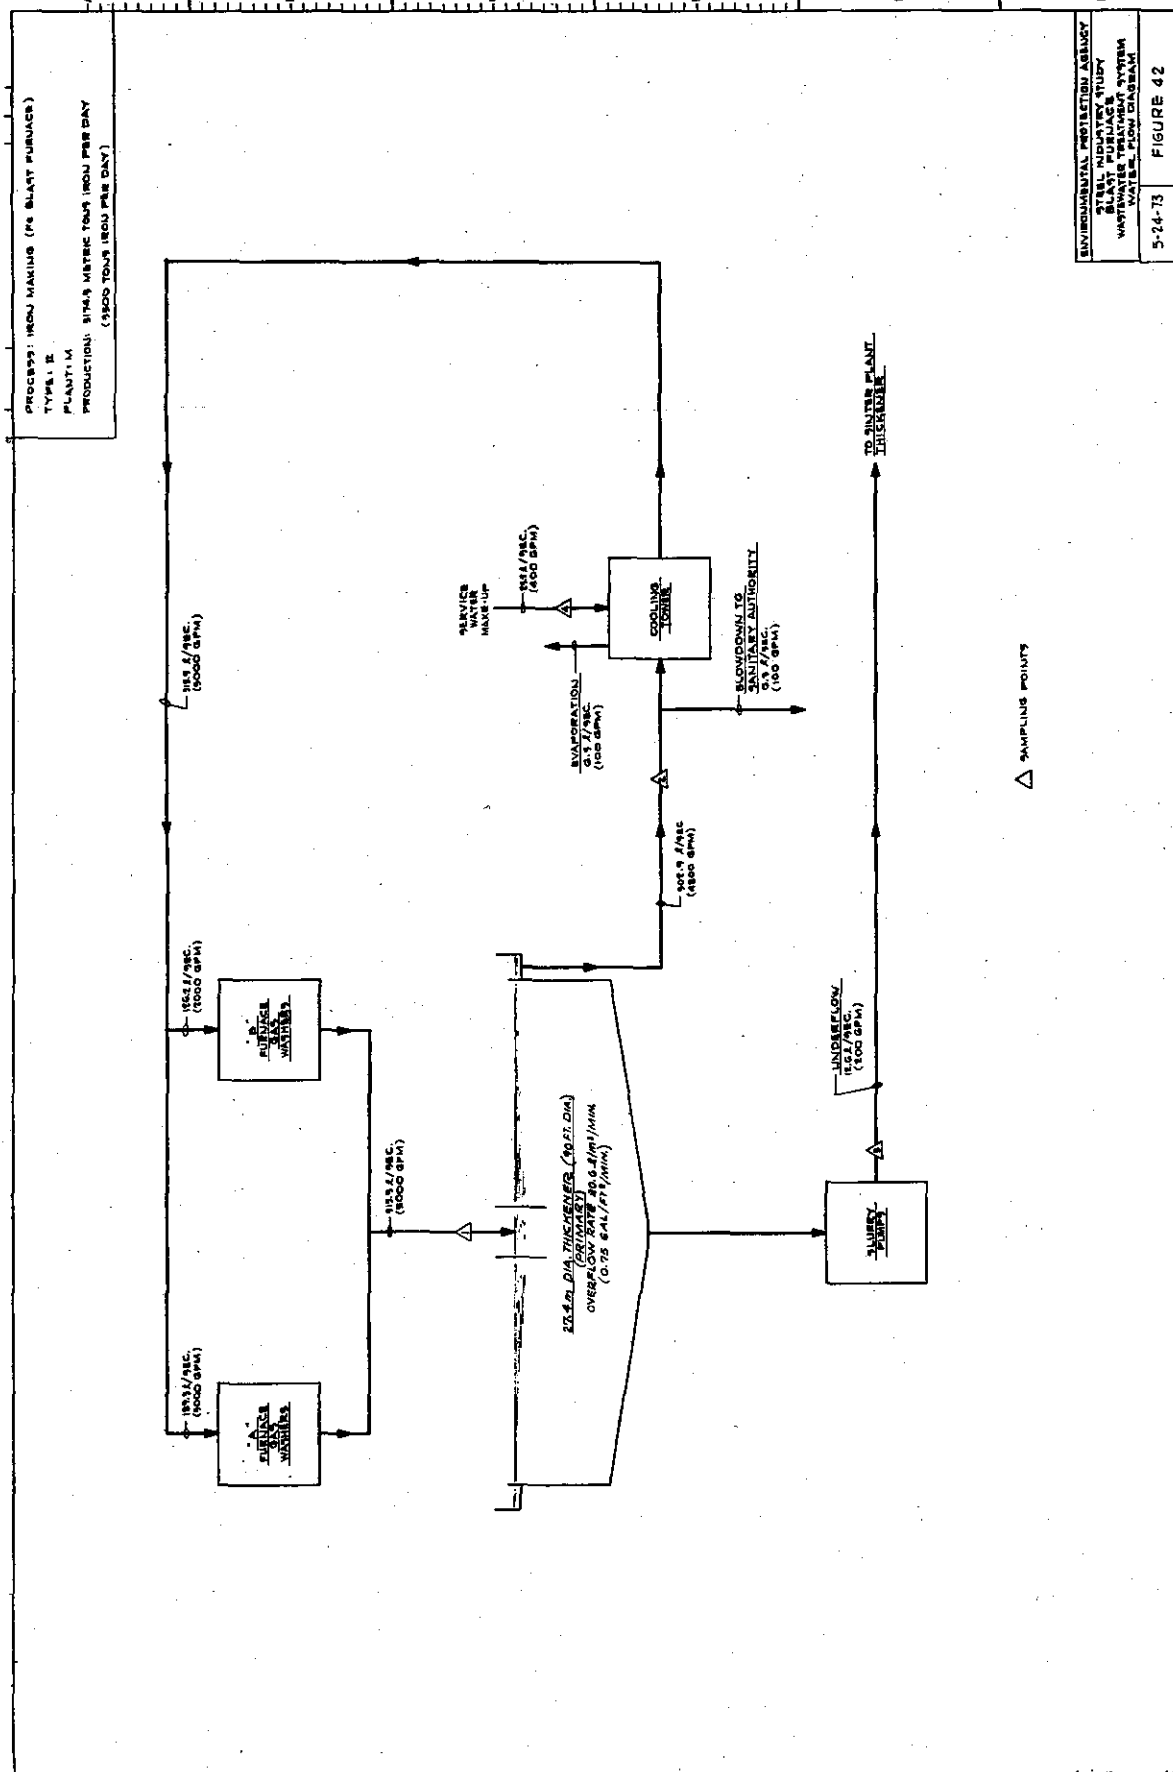 PROCESS: IRON MAKING (Fe BLAST FURNACE)
TYPE: II
PLANT: M
PRODUCTION: METRIC TONS IRON PER DAY
TONS IRON PER DAY)
315.5 l/SEC.
(5000 GPM)
189.3 l/SEC.
(3000 GPM)
126.2 l/SEC.
(2000 GPM)
"A"
FURNACE
GAS
WASHERS
"B"
FURNACE
GAS
WASHERS
315.5 l/SEC.
(5000 GPM)
1
27.4 m DIA. THICKENER (90 FT. DIA.)
(PRIMARY)
OVERFLOW RATE 30.6 l/m²/MIN.
(0.75 GAL/FT²/MIN.)
302.9 l/SEC
(4800 GPM)
SERVICE
WATER
MAKE-UP
(400 GPM)
EVAPORATION
6.3 l/SEC.
(100 GPM)
COOLING
TOWER
BLOWDOWN TO
SANITARY AUTHORITY
6.3 l/SEC.
(100 GPM)
SLURRY
PUMPS
UNDERFLOW
12.6 l/SEC.
(200 GPM)
TO SINTER PLANT
THICKENER
SAMPLING POINTS
ENVIRONMENTAL PROTECTION AGENCY
STEEL INDUSTRY STUDY
BLAST FURNACE
WASTEWATER TREATMENT SYSTEM
WATER FLOW DIAGRAM
5-24-73 FIGURE 42